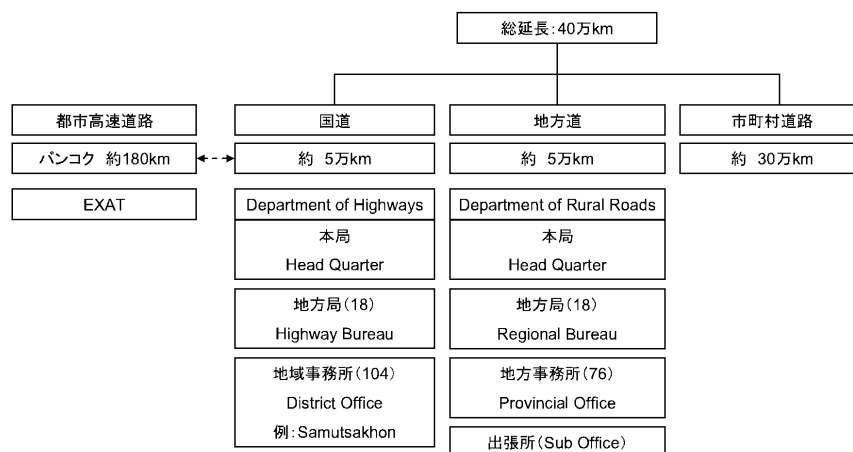 総延長:40万km
都市高速道路
国道
地方道
市町村道路
バンコク 約180km
約 5万km
約 5万km
約 30万km
EXAT
Department of Highways
Department of Rural Roads
本局
Head Quarter
本局
Head Quarter
地方局(18)
Highway Bureau
地方局(18)
Regional Bureau
地域事務所(104)
District Office
例:Samutsakhon
地方事務所(76)
Provincial Office
出張所(Sub Office)